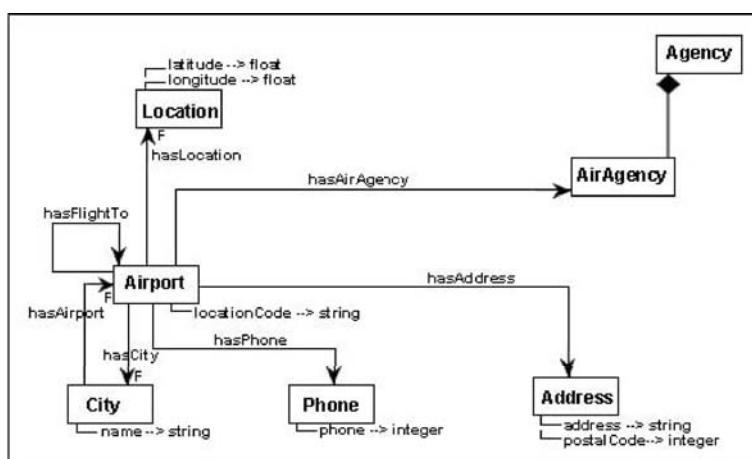 latitude --> float
longitude --> float
Location
F
hasLocation
Agency
AirAgency
hasAirAgency
hasFlightTo
Airport
F
hasAirport
locationCode --> string
hasAddress
hasPhone
hasCity
F
City
name --> string
Phone
phone --> integer
Address
address --> string
postalCode--> integer